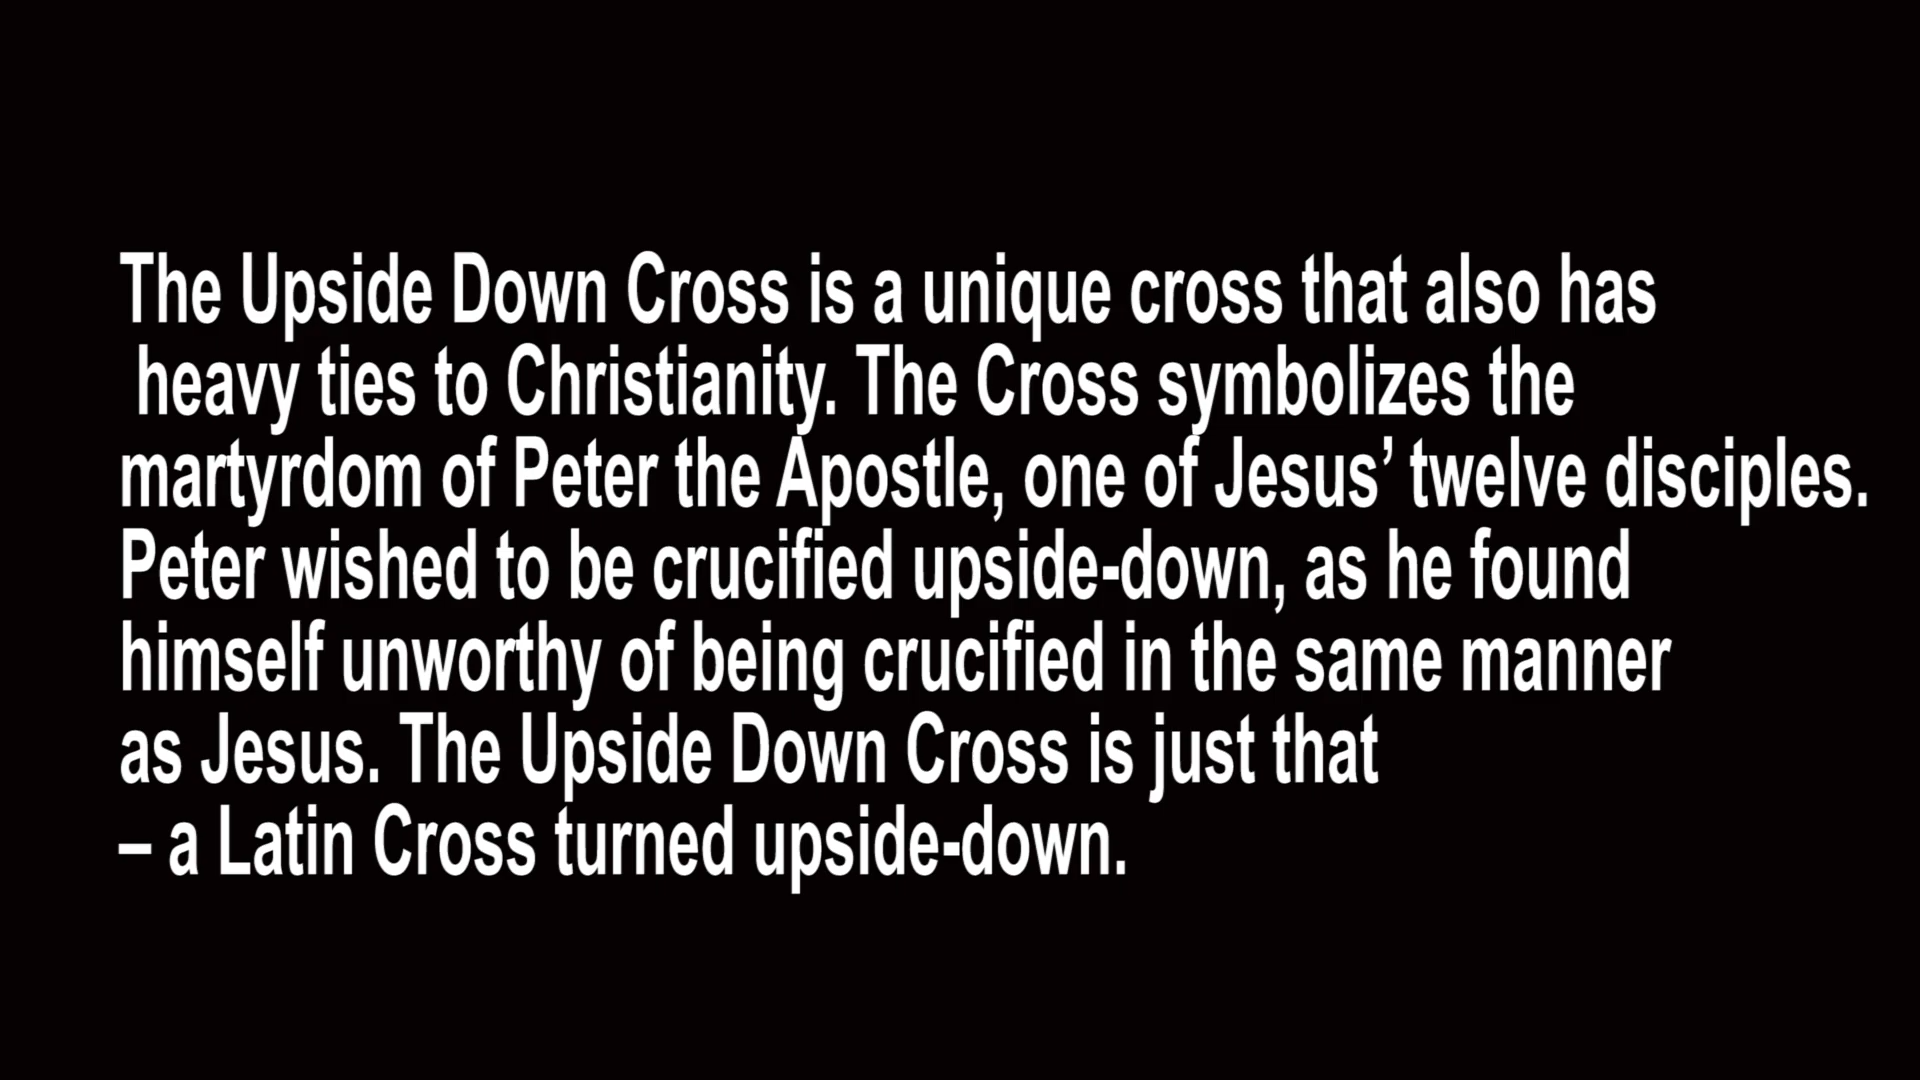 The Upside Down Cross is a unique cross that also has
heavy ties to Christianity. The Cross symbolizes the
martyrdom of Peter the Apostle, one of Jesus’ twelve disciples.
Peter wished to be crucified upside-down, as he found
himself unworthy of being crucified in the same manner
as Jesus. The Upside Down Cross is just that
– a Latin Cross turned upside-down.